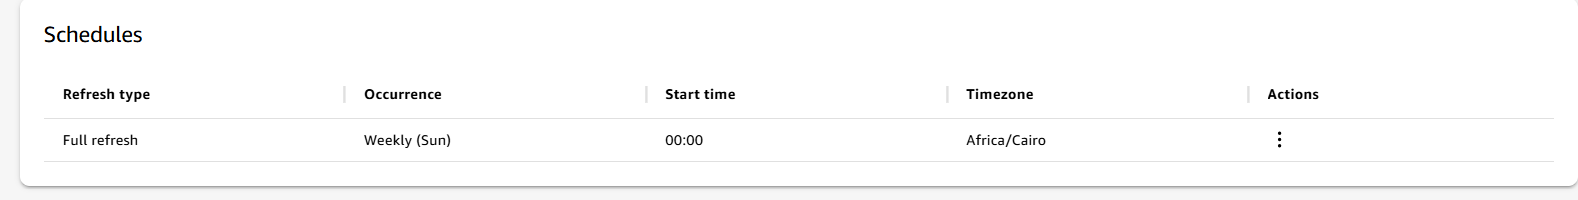 Schedules
Refresh type Occurrence Start time Timezone Actions
Full refresh Weekly (Sun) 00:00 Africa/Cairo